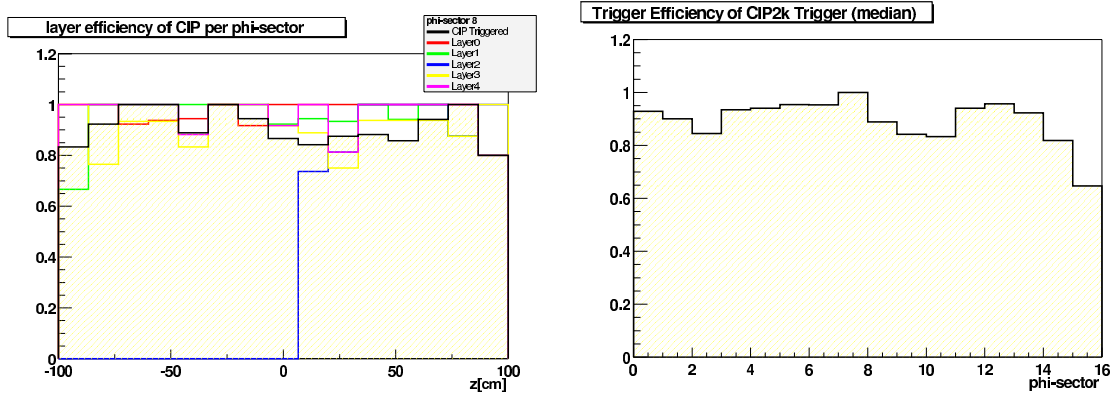 layer efficiency of CIP per phi-sector
phi-sector 8
CIP Triggered
Layer0
Layer1
Layer2
Layer3
Layer4
1.2
1
0.8
0.6
0.4
0.2
0
-100 -50 0 50 100
z[cm]
Trigger Efficiency of CIP2k Trigger (median)
1.2
1
0.8
0.6
0.4
0.2
0
0 2 4 6 8 10 12 14 16
phi-sector